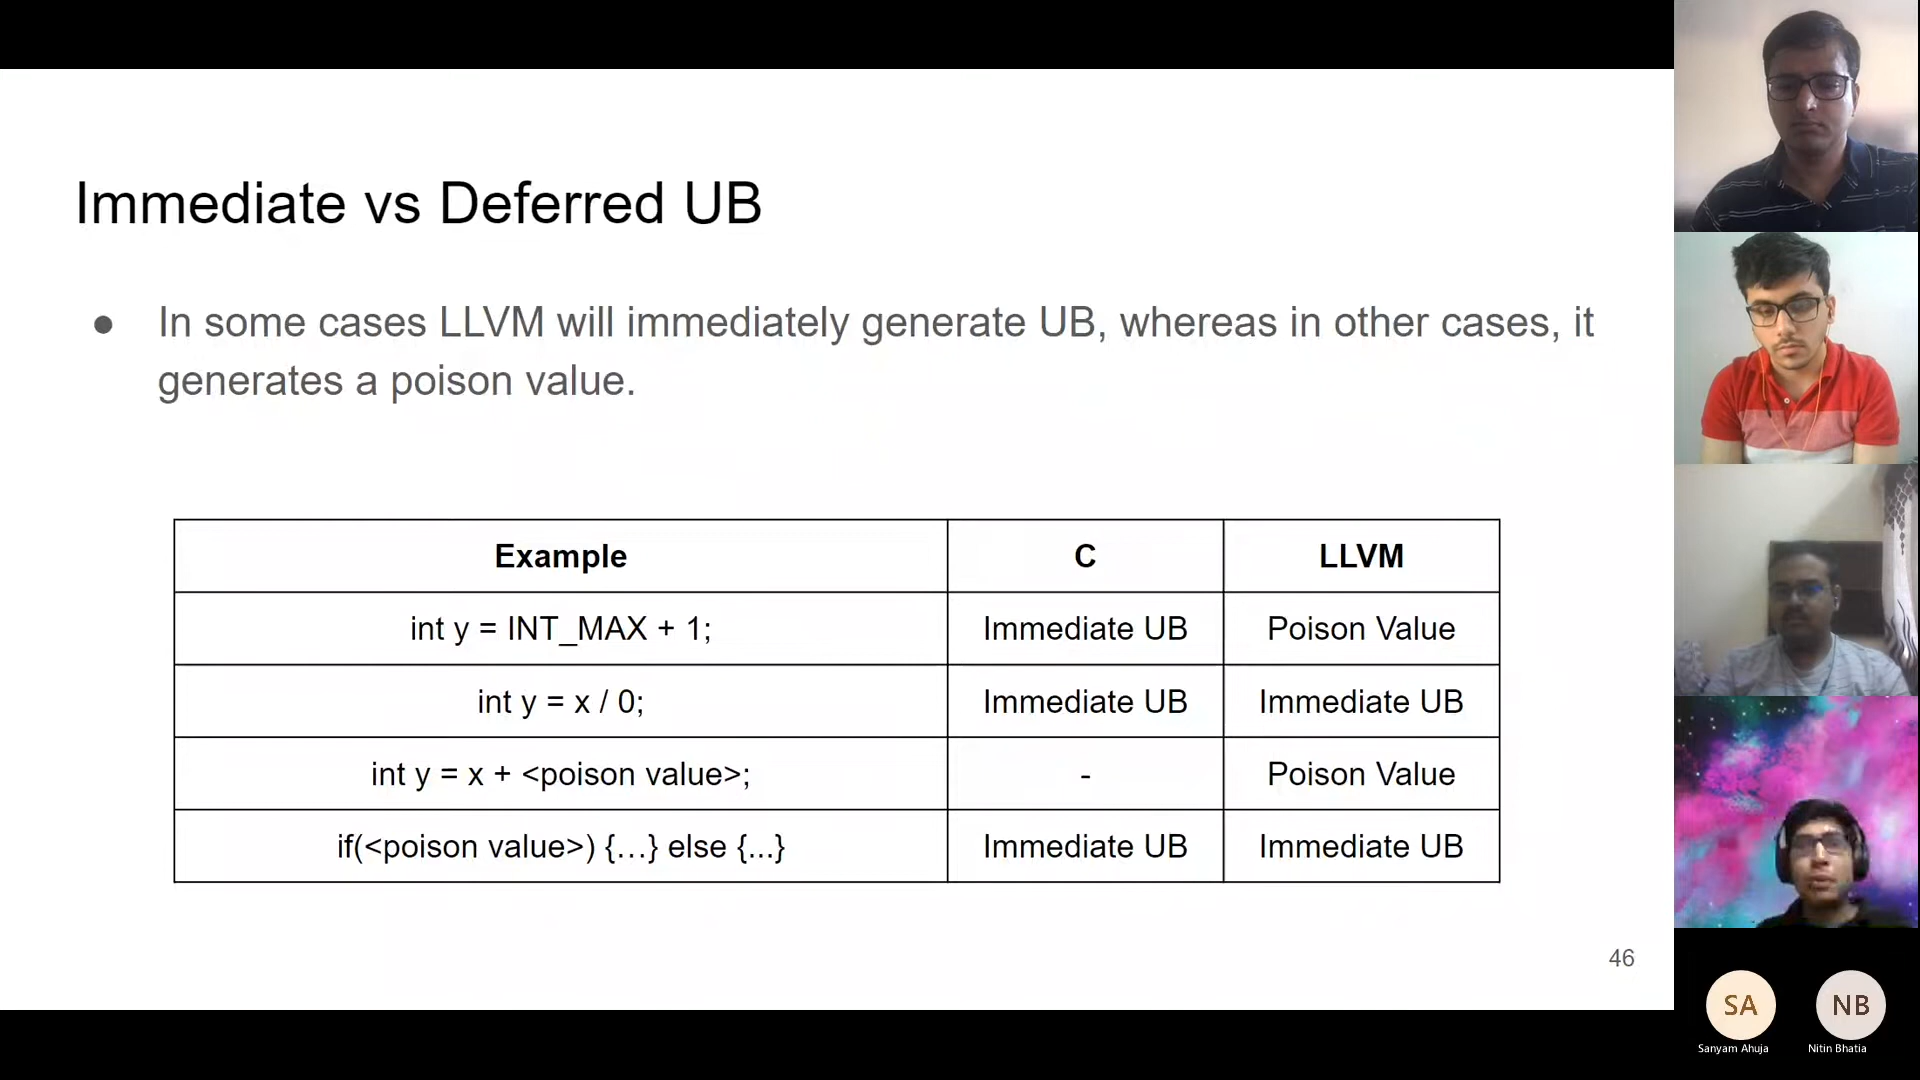 Immediate vs Deferred UB
● In some cases LLVM will immediately generate UB, whereas in other cases, it
generates a poison value.
Example C LLVM
int y = INT_MAX + 1; Immediate UB Poison Value
int y = x / 0; Immediate UB Immediate UB
int y = x + <poison value>; - Poison Value
if(<poison value>) {…} else {...} Immediate UB Immediate UB
46
SA NB
Sanyam Ahuja Nitin Bhatia